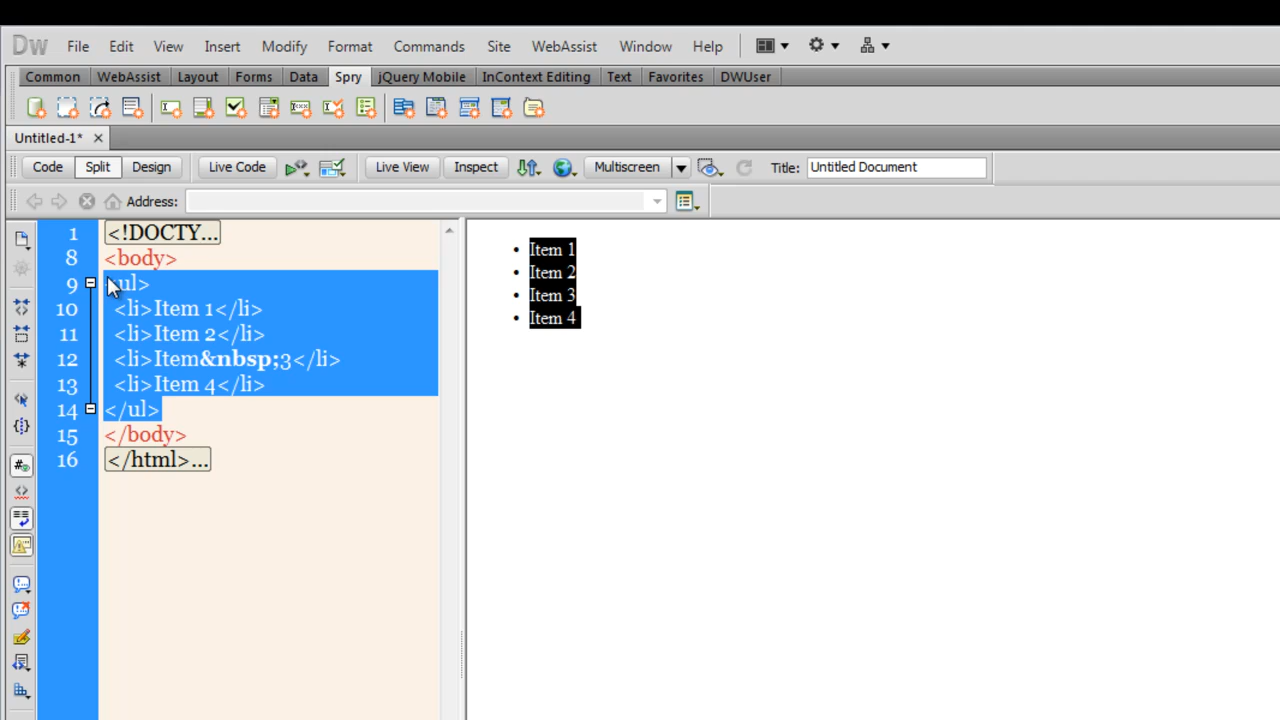 Dw File Edit View Insert Modify Format Commands Site WebAssist Window Help
Common WebAssist Layout Forms Data Spry jQuery Mobile InContext Editing Text Favorites DWUser
Untitled-1* ×
Code Split Design Live Code Live View Inspect Multiscreen Title: Untitled Document
Address:
1 <!DOCTY...
8 <body>
9 <ul>
10 <li>Item 1</li>
11 <li>Item 2</li>
12 <li>Item&nbsp;3</li>
13 <li>Item 4</li>
14 </ul>
15 </body>
16 </html>...
• Item 1
• Item 2
• Item 3
• Item 4